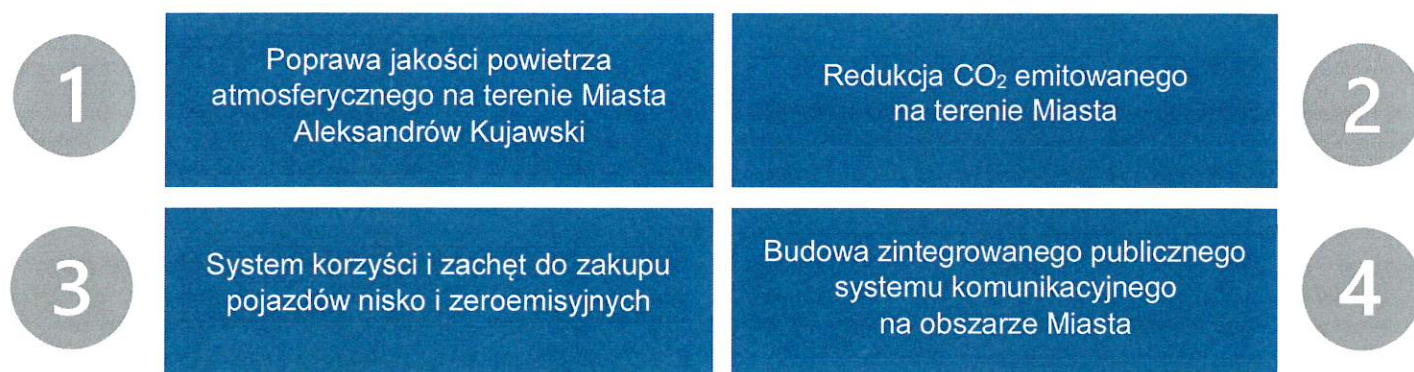 1
Poprawa jakości powietrza
atmosferycznego na terenie Miasta
Aleksandrów Kujawski
Redukcja CO₂ emitowanego
na terenie Miasta
2
3
System korzyści i zachęt do zakupu
pojazdów nisko i zeroemisyjnych
Budowa zintegrowanego publicznego
systemu komunikacyjnego
na obszarze Miasta
4